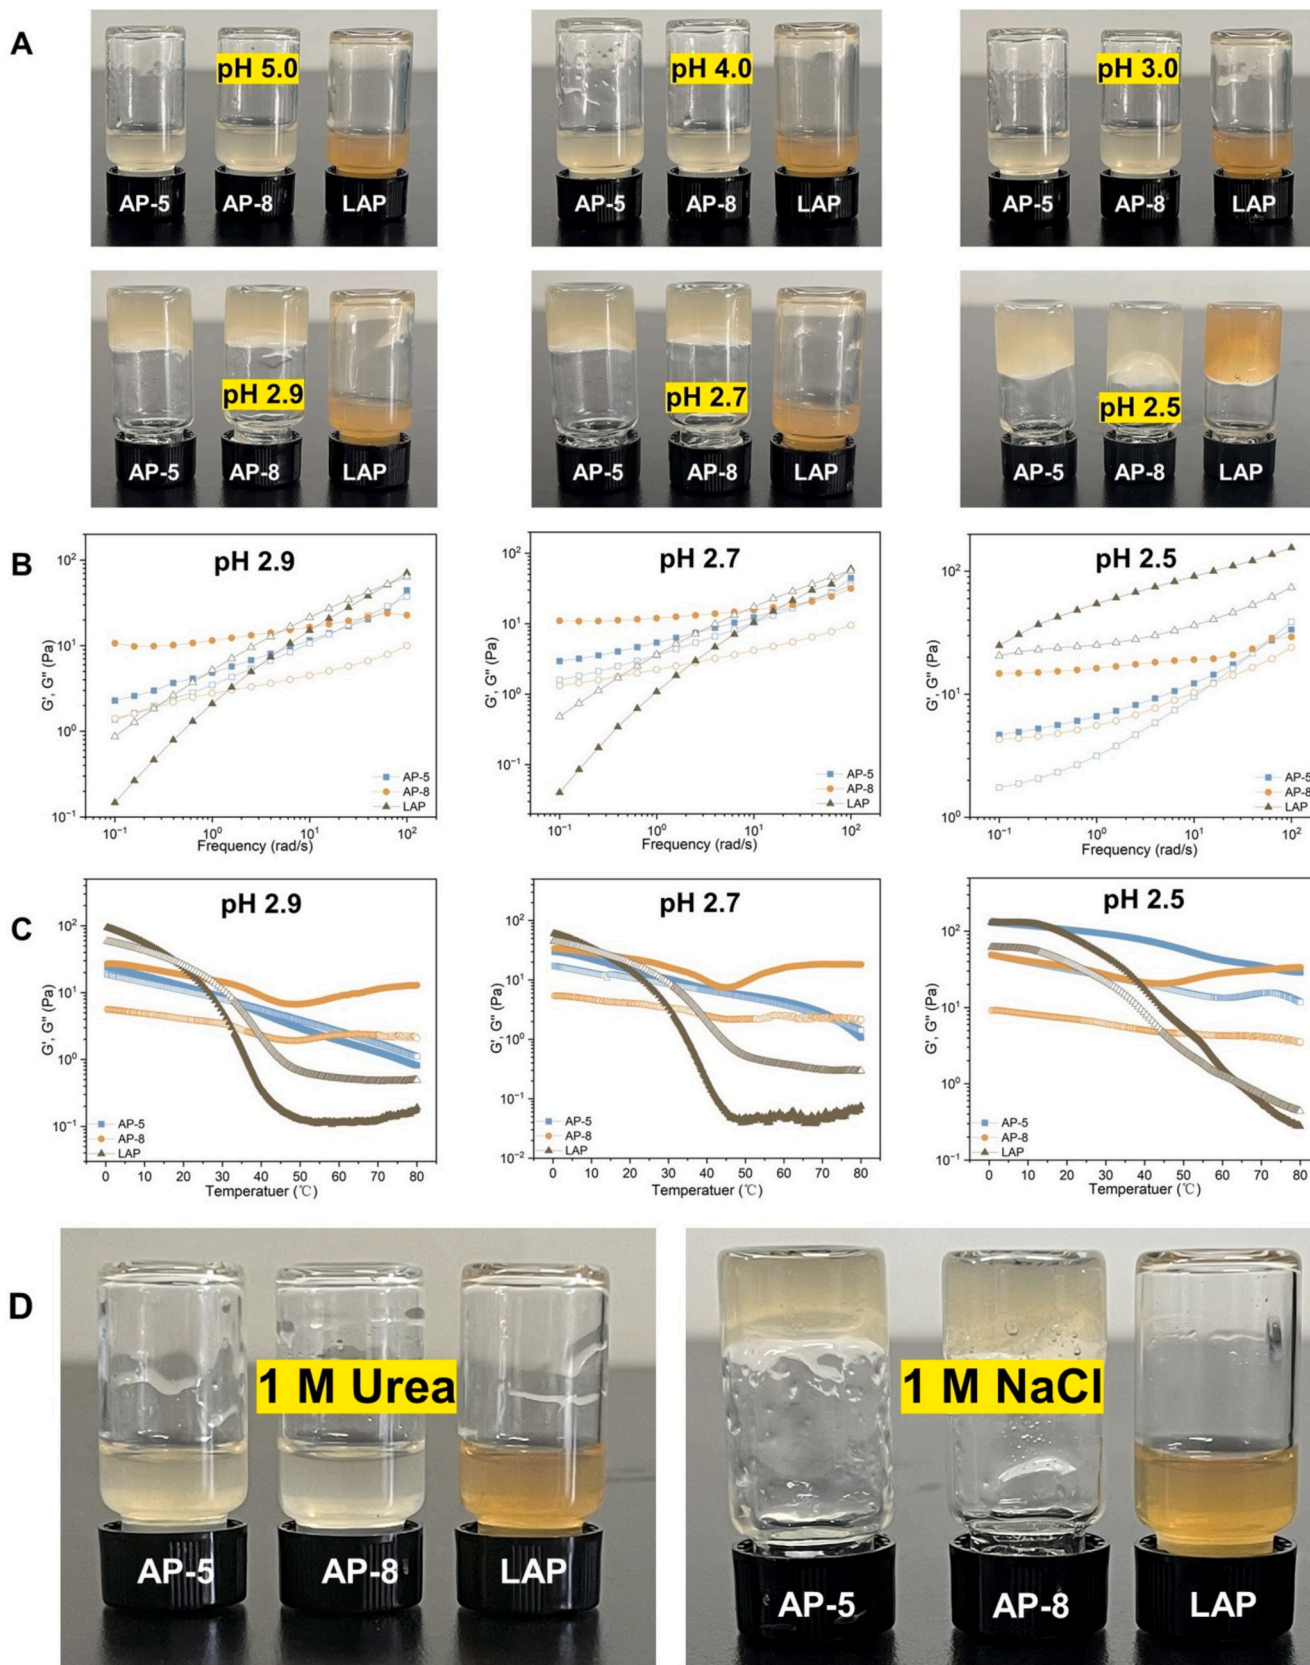 A
pH 5.0
pH 4.0
pH 3.0
AP-5 AP-8 LAP
AP-5 AP-8 LAP
AP-5 AP-8 LAP
pH 2.9
pH 2.7
pH 2.5
AP-5 AP-8 LAP
AP-5 AP-8 LAP
AP-5 AP-8 LAP
B
pH 2.9
G', G'' (Pa)
10² 10¹ 10⁰ 10⁻¹
AP-5
AP-8
LAP
10⁻¹ 10⁰ 10¹ 10²
Frequency (rad/s)
pH 2.7
G', G'' (Pa)
10² 10¹ 10⁰ 10⁻¹
AP-5
AP-8
LAP
10⁻¹ 10⁰ 10¹ 10²
Frequency (rad/s)
pH 2.5
G', G'' (Pa)
10² 10¹ 10⁰
AP-5
AP-8
LAP
10⁻¹ 10⁰ 10¹ 10²
Frequency (rad/s)
C
pH 2.9
G', G'' (Pa)
10² 10¹ 10⁰ 10⁻¹
AP-5
AP-8
LAP
0 10 20 30 40 50 60 70 80
Temperatuer (℃)
pH 2.7
G', G'' (Pa)
10² 10¹ 10⁰ 10⁻¹ 10⁻²
AP-5
AP-8
LAP
0 10 20 30 40 50 60 70 80
Temperatuer (℃)
pH 2.5
G', G'' (Pa)
10² 10¹ 10⁰ 10⁻¹
AP-5
AP-8
LAP
0 10 20 30 40 50 60 70 80
Temperatuer (℃)
D
1 M Urea
1 M NaCl
AP-5 AP-8 LAP
AP-5 AP-8 LAP